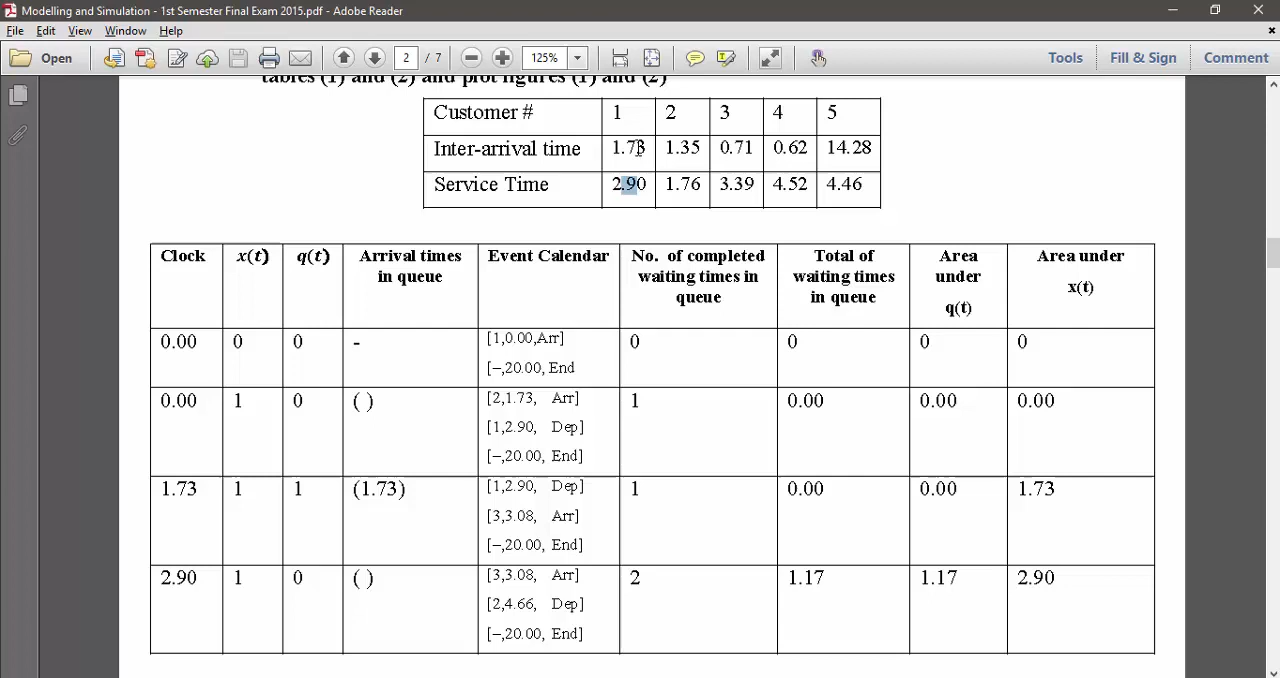 Modelling and Simulation - 1st Semester Final Exam 2015.pdf - Adobe Reader
File Edit View Window Help
Open 2 / 7 125% Tools Fill & Sign Comment
tables (1) and (2) and plot figures (1) and (2)
Customer # 1 2 3 4 5
Inter-arrival time 1.73 1.35 0.71 0.62 14.28
Service Time 2.90 1.76 3.39 4.52 4.46
Clock x(t) q(t) Arrival times in queue Event Calendar No. of completed waiting times in queue Total of waiting times in queue Area under q(t) Area under x(t)
0.00 0 0 - [1,0.00,Arr] 0 0 0 0
[–,20.00, End
0.00 1 0 ( ) [2,1.73, Arr] 1 0.00 0.00 0.00
[1,2.90, Dep]
[–,20.00, End]
1.73 1 1 (1.73) [1,2.90, Dep] 1 0.00 0.00 1.73
[3,3.08, Arr]
[–,20.00, End]
2.90 1 0 ( ) [3,3.08, Arr] 2 1.17 1.17 2.90
[2,4.66, Dep]
[–,20.00, End]